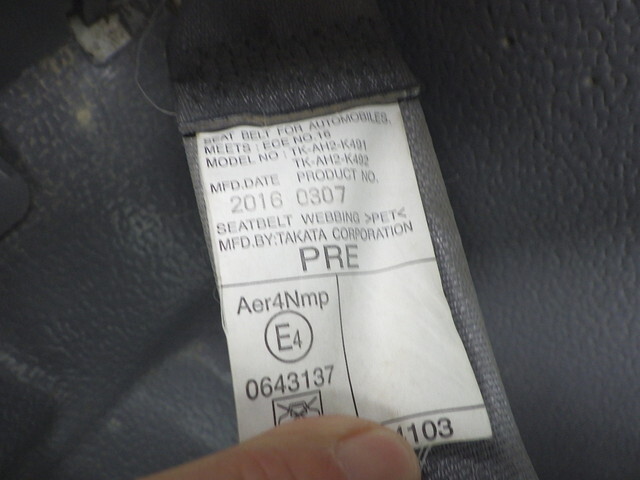 SEAT BELT FOR AUTOMOBILES.
MEETS : ECE NO.16
MODEL NO : TK-AH2-K491
TK-AH2-K492
MFD.DATE PRODUCT NO.
2016 0307
SEATBELT WEBBING >PET<
MFD.BY:TAKATA CORPORATION
PRE
Aer4Nmp
E4
0643137
1103